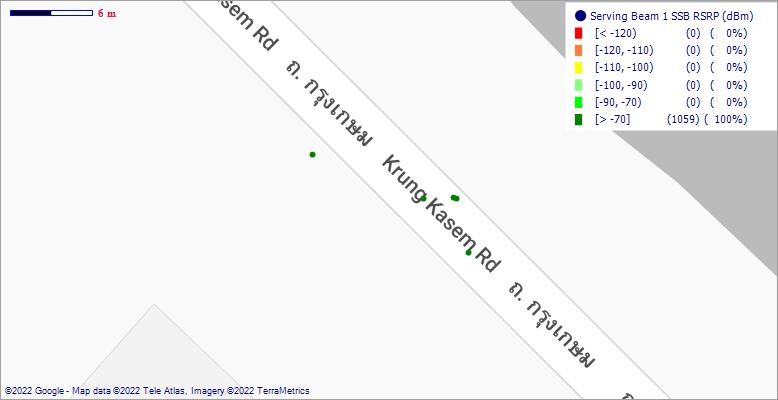 6 m
Serving Beam 1 SSB RSRP (dBm)
[< -120) (0) ( 0%)
[-120, -110) (0) ( 0%)
[-110, -100) (0) ( 0%)
[-100, -90) (0) ( 0%)
[-90, -70) (0) ( 0%)
[> -70] (1059) ( 100%)
sem Rd
ถ. กรุงเกษม
Krung Kasem Rd
ถ. กรุงเกษม
©2022 Google - Map data ©2022 Tele Atlas, Imagery ©2022 TerraMetrics